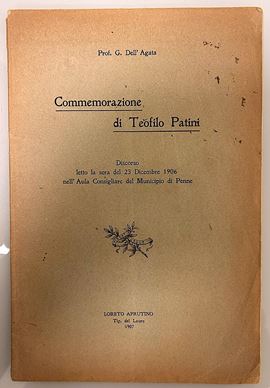 Prof. G. Dell' Agata
Commemorazione
di Teofilo Patini
Discorso
letto la sera del 23 Dicembre 1906
nell' Aula Consigliare del Municipio di Penne
LORETO APRUTINO
Tip. del Lauro
1907